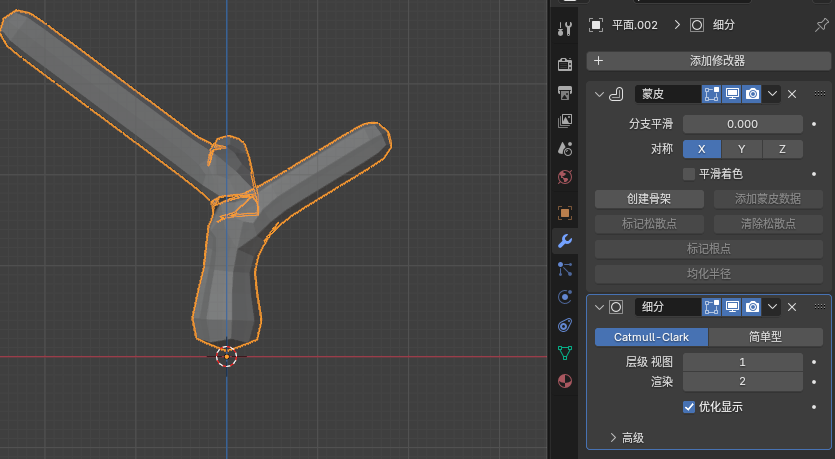 平面.002 > 细分
+ 添加修改器
蒙皮
分支平滑 0.000
对称 X Y Z
平滑着色
创建骨架 添加蒙皮数据
标记松散点 清除松散点
标记根点
均化半径
细分
Catmull-Clark 简单型
层级 视图 1
渲染 2
优化显示
高级